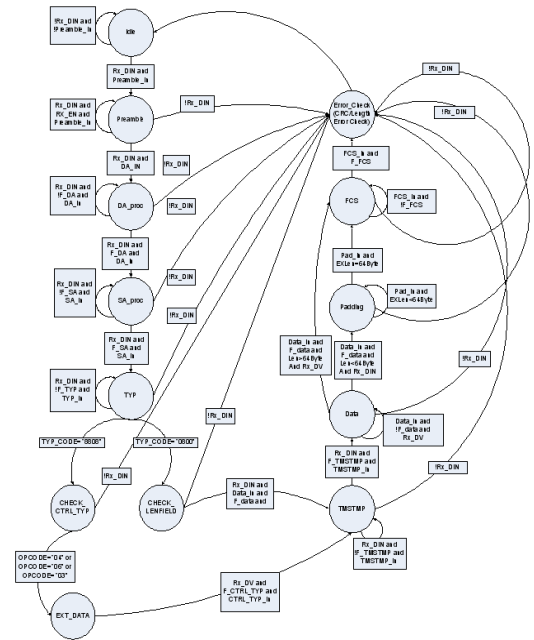 !Rx_DIN and
!Preamble_In
Idle
Rx_DIN and
Preamble_In
!Rx_DIN
Rx_DIN and
Rx_EN and
Preamble_In
Preamble
!Rx_DIN
Error_Check
(CRC/Length
Error Check)
!Rx_DIN
Rx_DIN and
DA_IN
!Rx_DIN
FCS_In and
F_FCS
Rx_DIN and
!F_DA and
DA_In
DA_proc
!Rx_DIN
FCS
FCS_In and
!F_FCS
Rx_DIN and
F_DA and
DA_In
Pad_In and
EXLen=64Byte
Rx_DIN and
!F_SA and
SA_In
SA_proc
!Rx_DIN
Padding
Pad_In and
EXLen<64Byte
!Rx_DIN
Rx_DIN and
F_SA and
SA_In
Data_In and
F_data and
Len=64Byte
And Rx_DV
Data_In and
F_data and
Len<64Byte
And Rx_DIN
!Rx_DIN
Rx_DIN and
!F_TYP and
TYP_In
TYP
!Rx_DIN
Data
Data_In and
!F_data and
Rx_DV
TYP_CODE="8808"
TYP_CODE="0800"
Rx_DIN and
F_TMSTMP and
TMSTMP_In
!Rx_DIN
!Rx_DIN
Rx_DIN and
Data_In and
F_data and
CHECK_
CTRL_TYP
CHECK_
LENFIELD
TMSTMP
Rx_DIN and
!F_TMSTMP and
TMSTMP_In
OPCODE="04" or
OPCODE="06" or
OPCODE="03"
Rx_DV and
F_CTRL_TYP and
CTRL_TYP_In
EXT_DATA